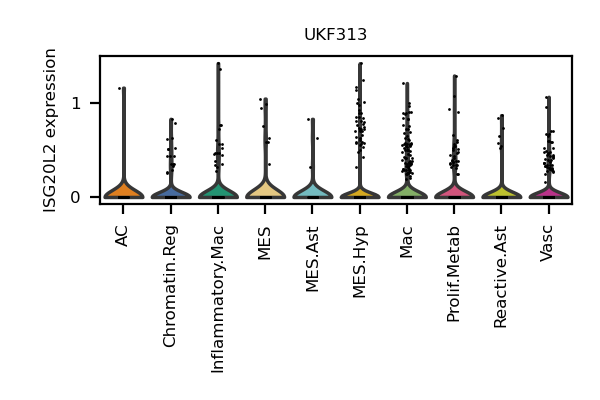 UKF313
ISG20L2 expression
1
0
AC
Chromatin.Reg
Inflammatory.Mac
MES
MES.Ast
MES.Hyp
Mac
Prolif.Metab
Reactive.Ast
Vasc